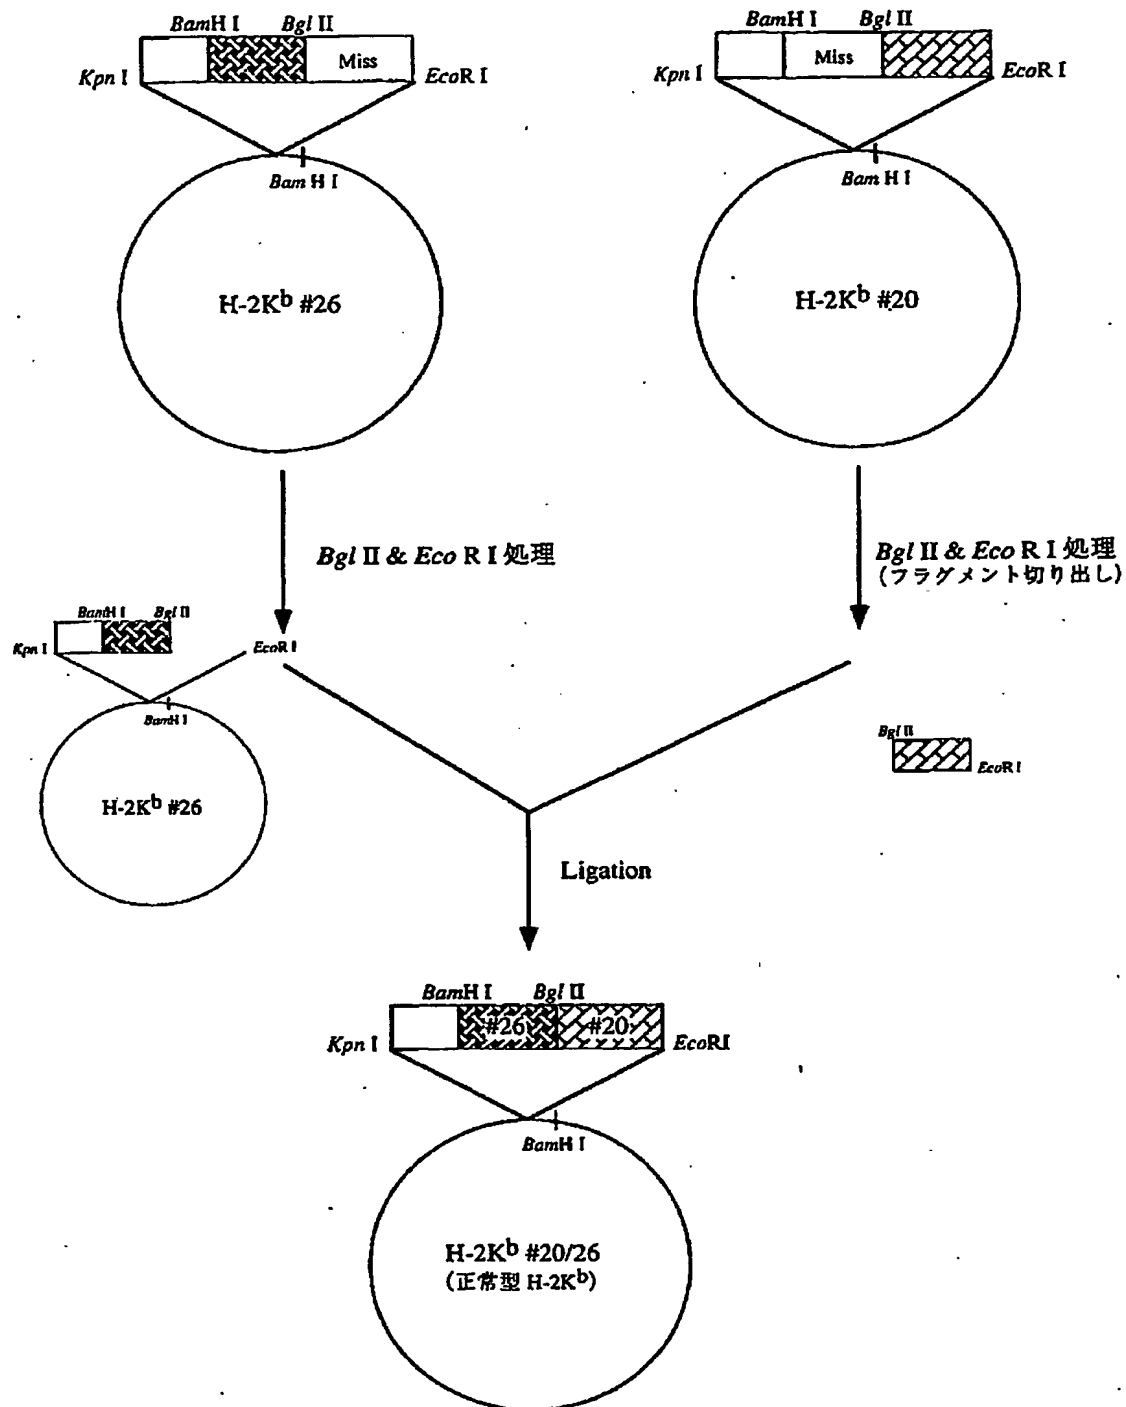 BamH I
Bgl II
Miss
Kpn I
EcoR I
Bam H I
H-2Kb #26
BamH I
Bgl II
Miss
Kpn I
EcoR I
Bam H I
H-2Kb #20
Bgl II & Eco R I 処理
Bgl II & Eco R I 処理
(フラグメント切り出し)
BamH I
Bgl II
Kpn I
EcoR I
BamH I
H-2Kb #26
Bgl II
EcoR I
Ligation
BamH I
Bgl II
#26
#20
Kpn I
EcoRI
BamH I
H-2Kb #20/26
(正常型 H-2Kb)